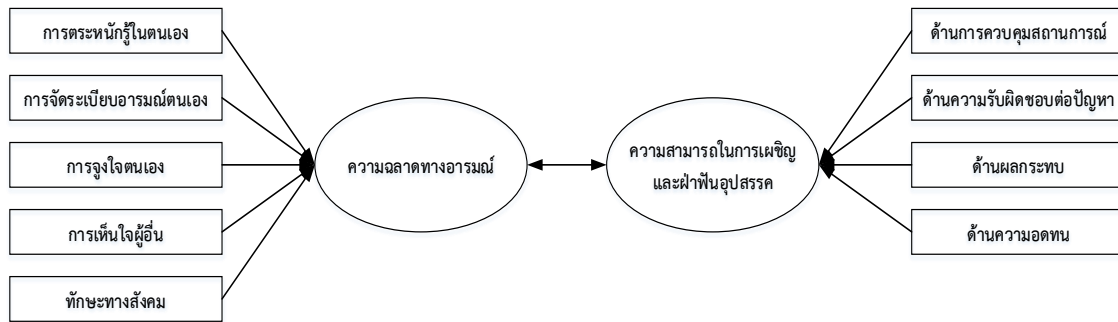 การตระหนักรู้ในตนเอง
การจัดระเบียบอารมณ์ตนเอง
การจูงใจตนเอง
การเห็นใจผู้อื่น
ทักษะทางสังคม
ความฉลาดทางอารมณ์
ความสามารถในการเผชิญ
และฝ่าฟันอุปสรรค
ด้านการควบคุมสถานการณ์
ด้านความรับผิดชอบต่อปัญหา
ด้านผลกระทบ
ด้านความอดทน